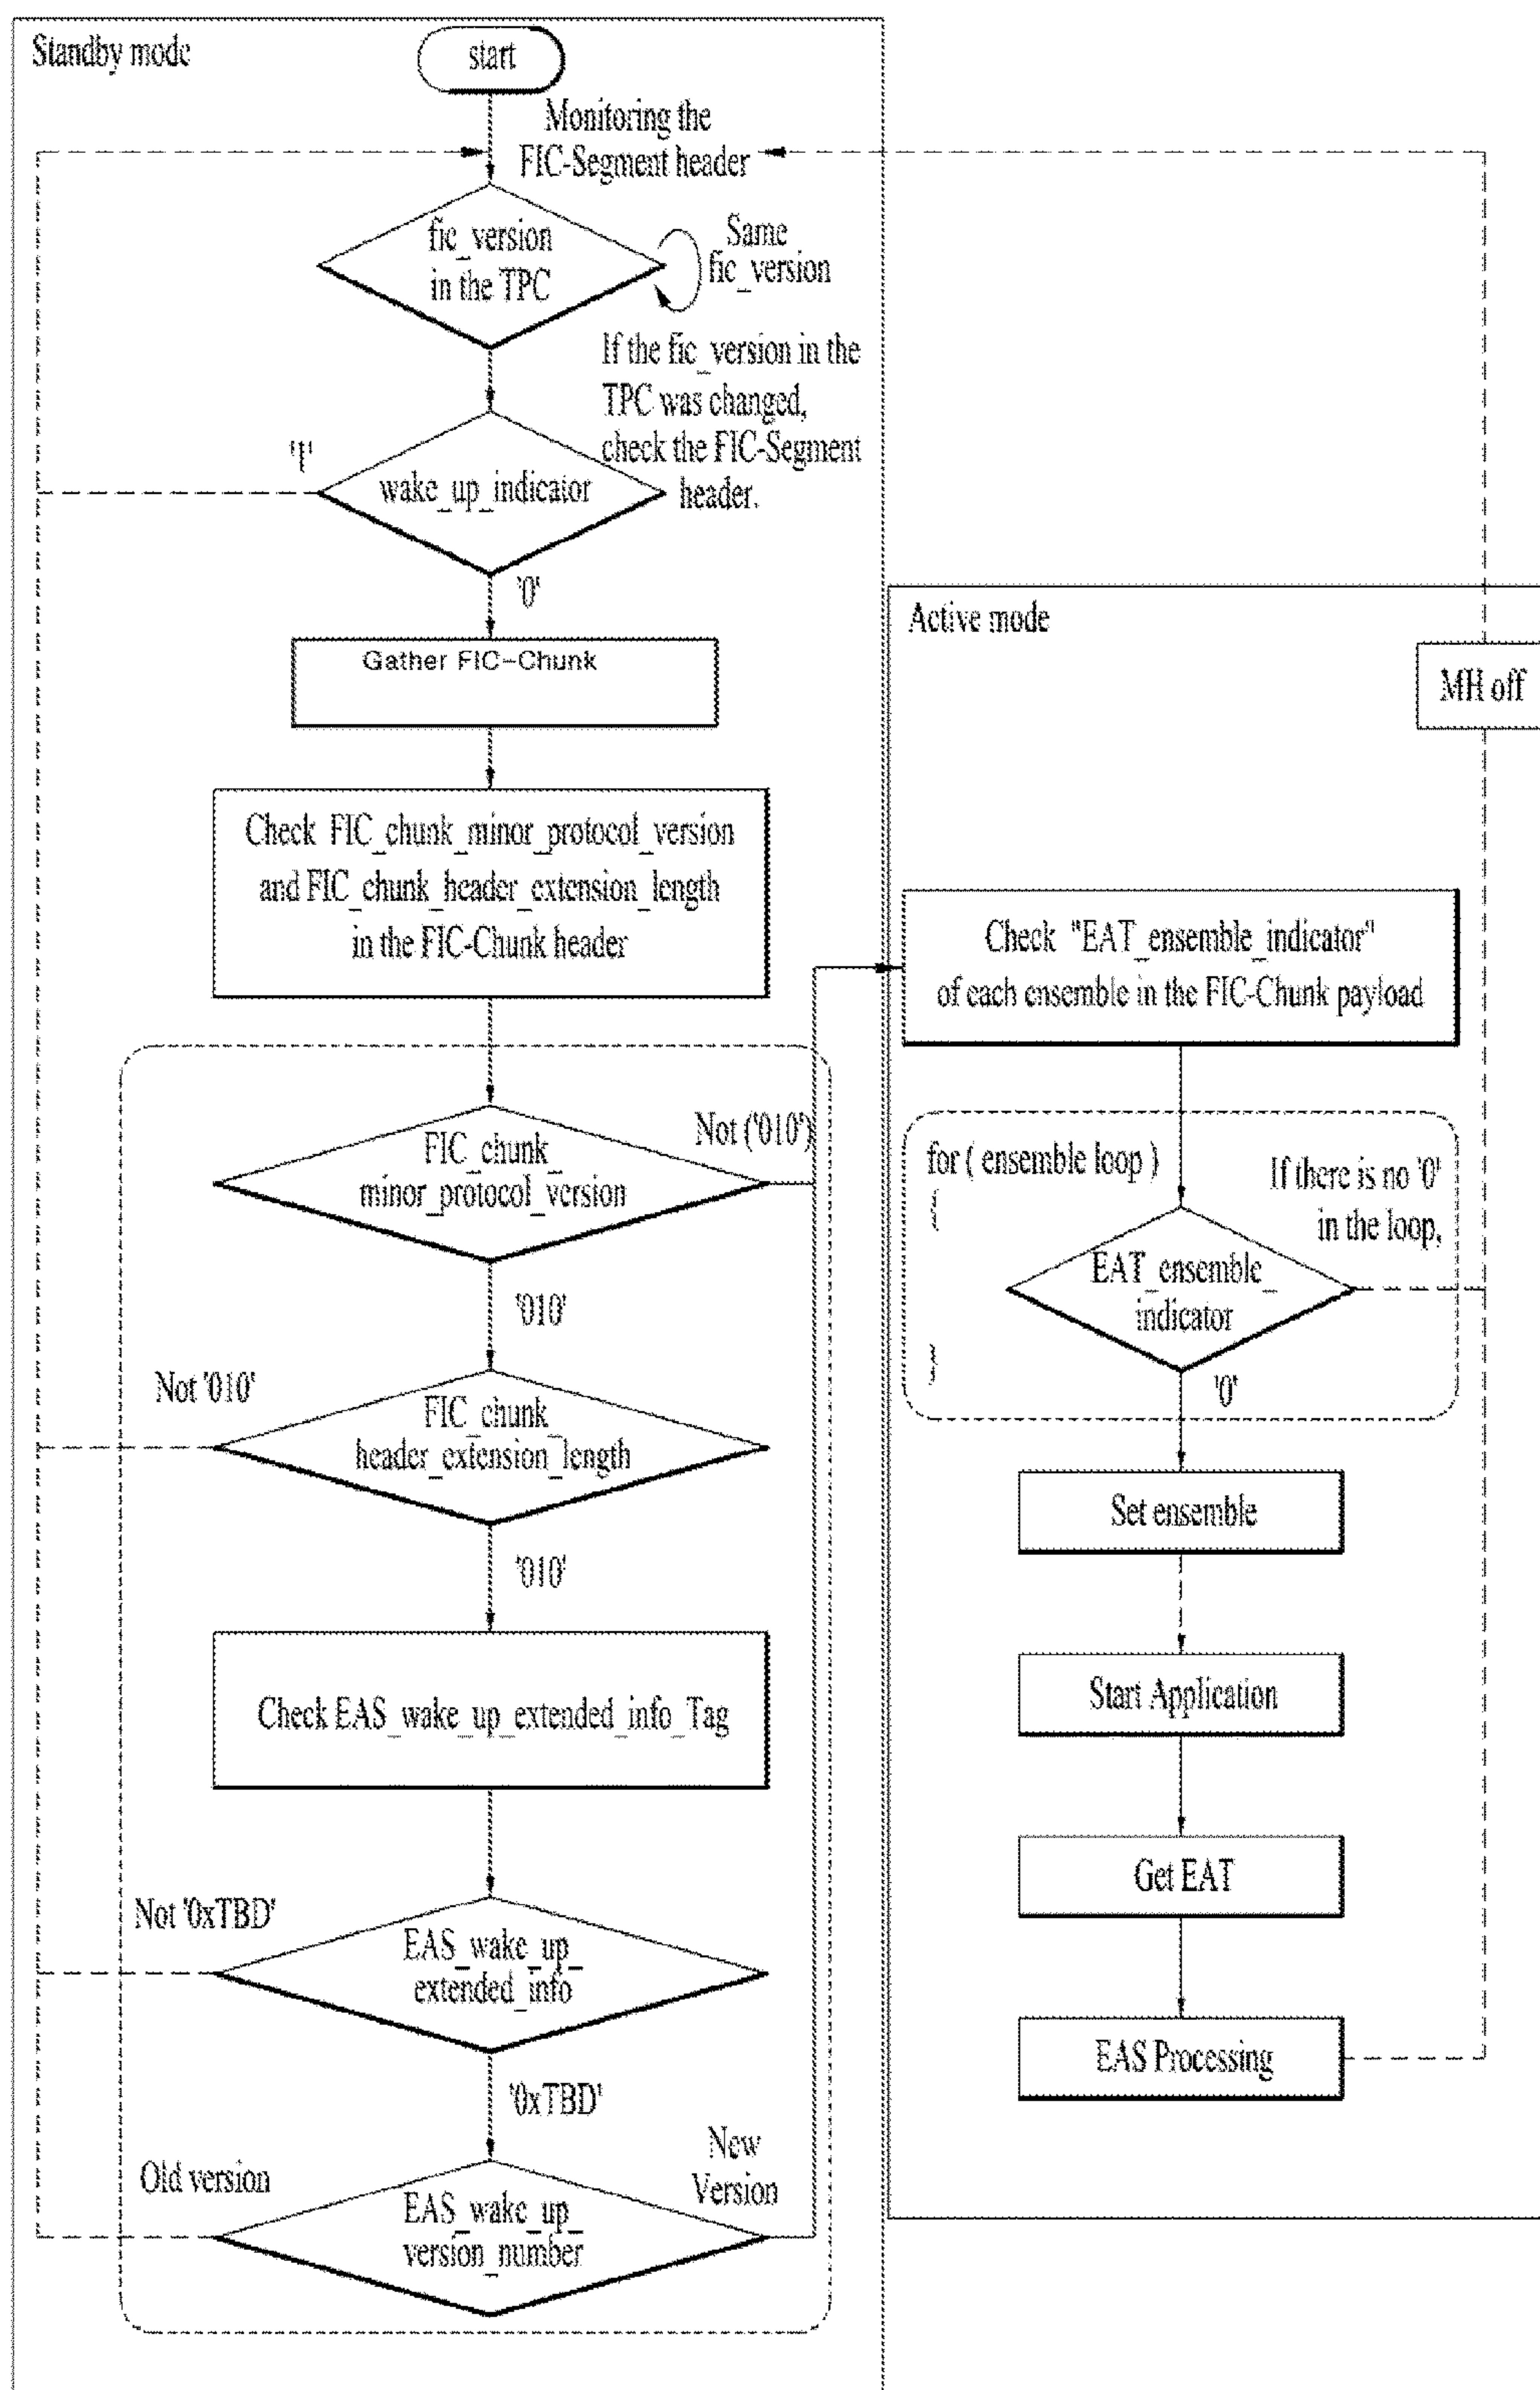 Standby mode
start
Monitoring the
FIC-Segment header
fic_version
in the TPC
Same
fic_version
If the fic_version in the
TPC was changed,
check the FIC-Segment
header.
'1'
wake_up_indicator
'0'
Gather FIC-Chunk
Check FIC_chunk_minor_protocol_version
and FIC_chunk_header_extension_length
in the FIC-Chunk header
FIC_chunk_
minor_protocol_version
Not ('010')
'010'
Not '010'
FIC_chunk_
header_extension_length
'010'
Check EAS_wake_up_extended_info_Tag
Not '0xTBD'
EAS_wake_up_
extended_info
'0xTBD'
Old version
New
Version
EAS_wake_up_
version_number
Active mode
MH off
Check "EAT_ensemble_indicator"
of each ensemble in the FIC-Chunk payload
for ( ensemble loop )
{
If there is no '0'
in the loop,
EAT_ensemble_
indicator
}
'0'
Set ensemble
Start Application
Get EAT
EAS Processing